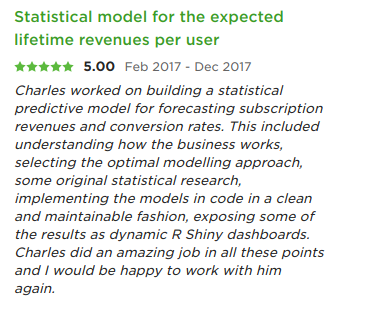 Statistical model for the expected
lifetime revenues per user
★★★★★ 5.00 Feb 2017 - Dec 2017
Charles worked on building a statistical
predictive model for forecasting subscription
revenues and conversion rates. This included
understanding how the business works,
selecting the optimal modelling approach,
some original statistical research,
implementing the models in code in a clean
and maintainable fashion, exposing some of
the results as dynamic R Shiny dashboards.
Charles did an amazing job in all these points
and I would be happy to work with him
again.